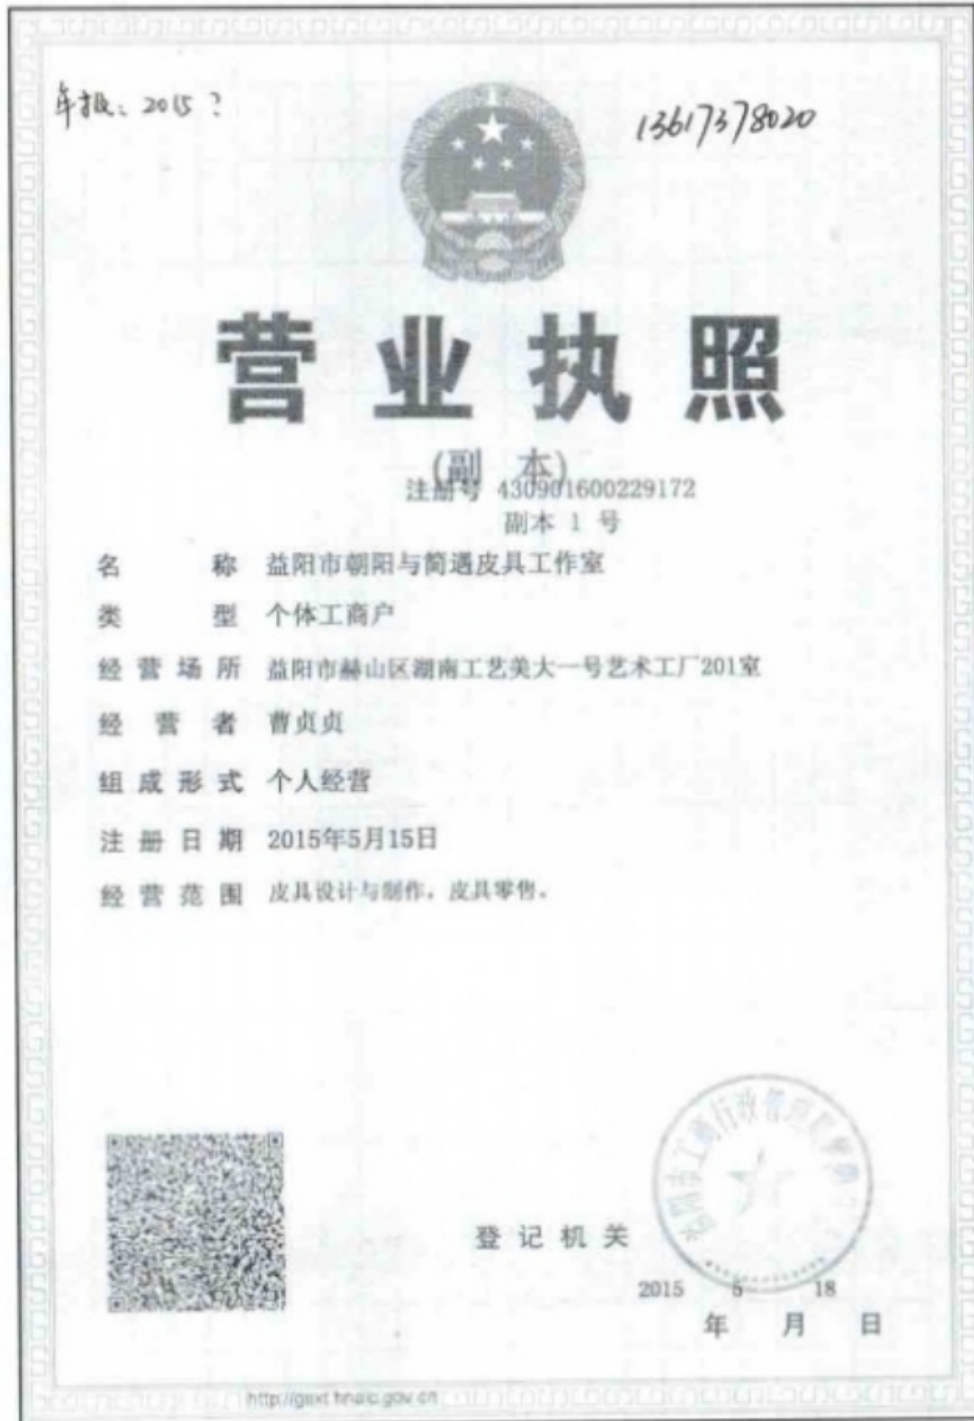 年报：2015？
13617378020
营业执照
(副 本)
注册号 430901600229172
副本 1 号
名 称 益阳市朝阳与简遇皮具工作室
类 型 个体工商户
经营场所 益阳市赫山区湖南工艺美大一号艺术工厂201室
经 营 者 曹贞贞
组成形式 个人经营
注册日期 2015年5月15日
经营范围 皮具设计与制作，皮具零售。
登记机关
2015 5 18
年 月 日
http://gsxt.hnaic.gov.cn